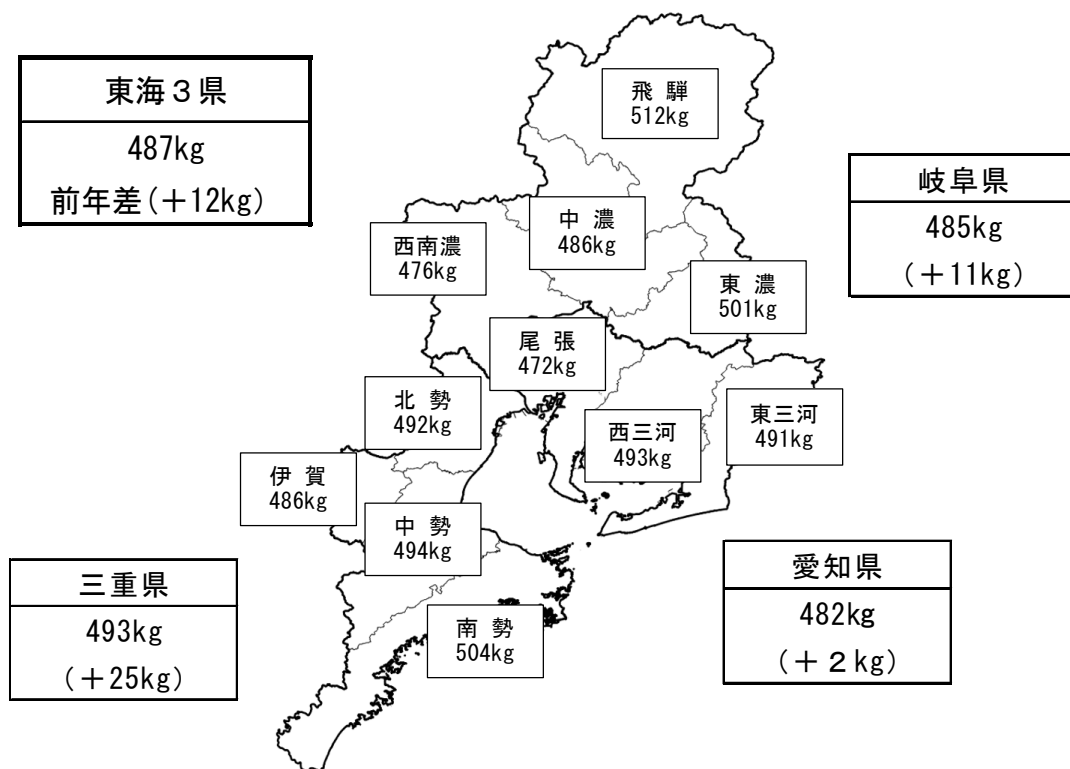 東海３県
487kg
前年差(＋12kg)
飛騨
512kg
岐阜県
485kg
(＋11kg)
中濃
486kg
西南濃
476kg
東濃
501kg
尾張
472kg
北勢
492kg
西三河
493kg
東三河
491kg
伊賀
486kg
中勢
494kg
三重県
493kg
(＋25kg)
愛知県
482kg
(＋２kg)
南勢
504kg